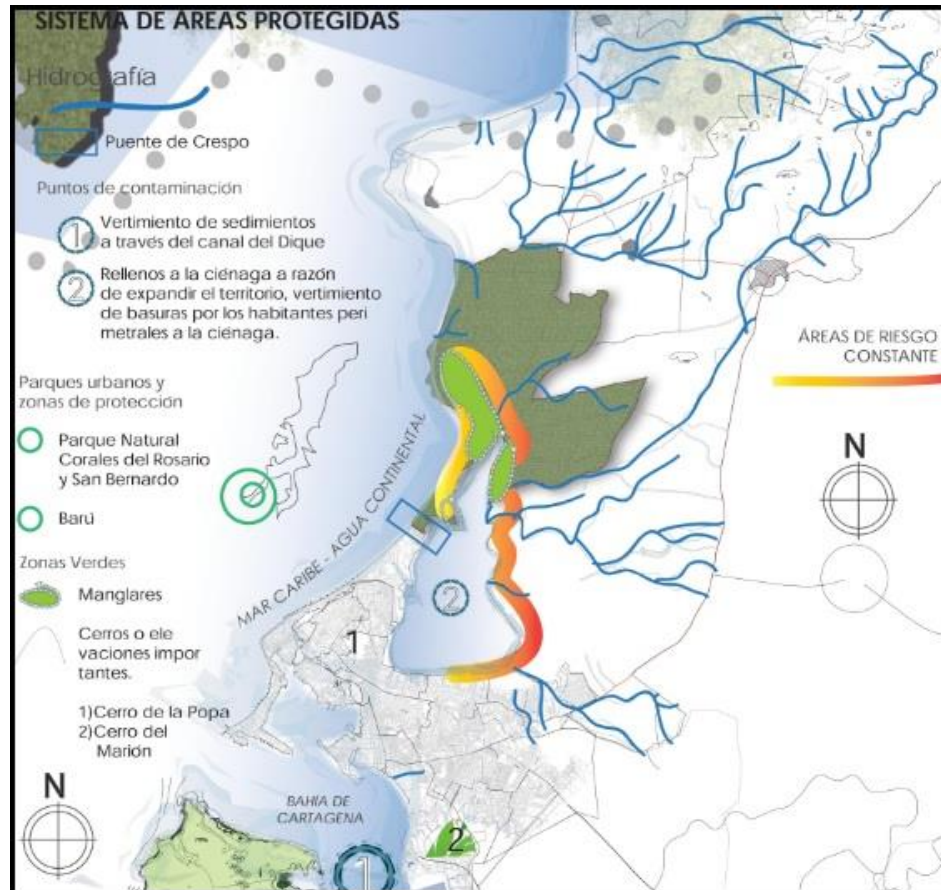 SISTEMA DE ÁREAS PROTEGIDAS
Hidrografía
Puente de Crespo
Puntos de contaminación
1
Vertimiento de sedimientos
a través del canal del Dique
2
Rellenos a la ciénaga a razón
de expandir el territorio, vertimiento
de basuras por los habitantes peri
metrales a la ciénaga.
Parques urbanos y
zonas de protección
Parque Natural
Corales del Rosario
y San Bernardo
Barú
Zonas Verdes
Manglares
Cerros o ele
vaciones impor
tantes.
1)Cerro de la Popa
2)Cerro del
Marión
N
MAR CARIBE - AGUA CONTINENTAL
ÁREAS DE RIESGO
CONSTANTE
N
2
1
BAHÍA DE
CARTAGENA
1
2